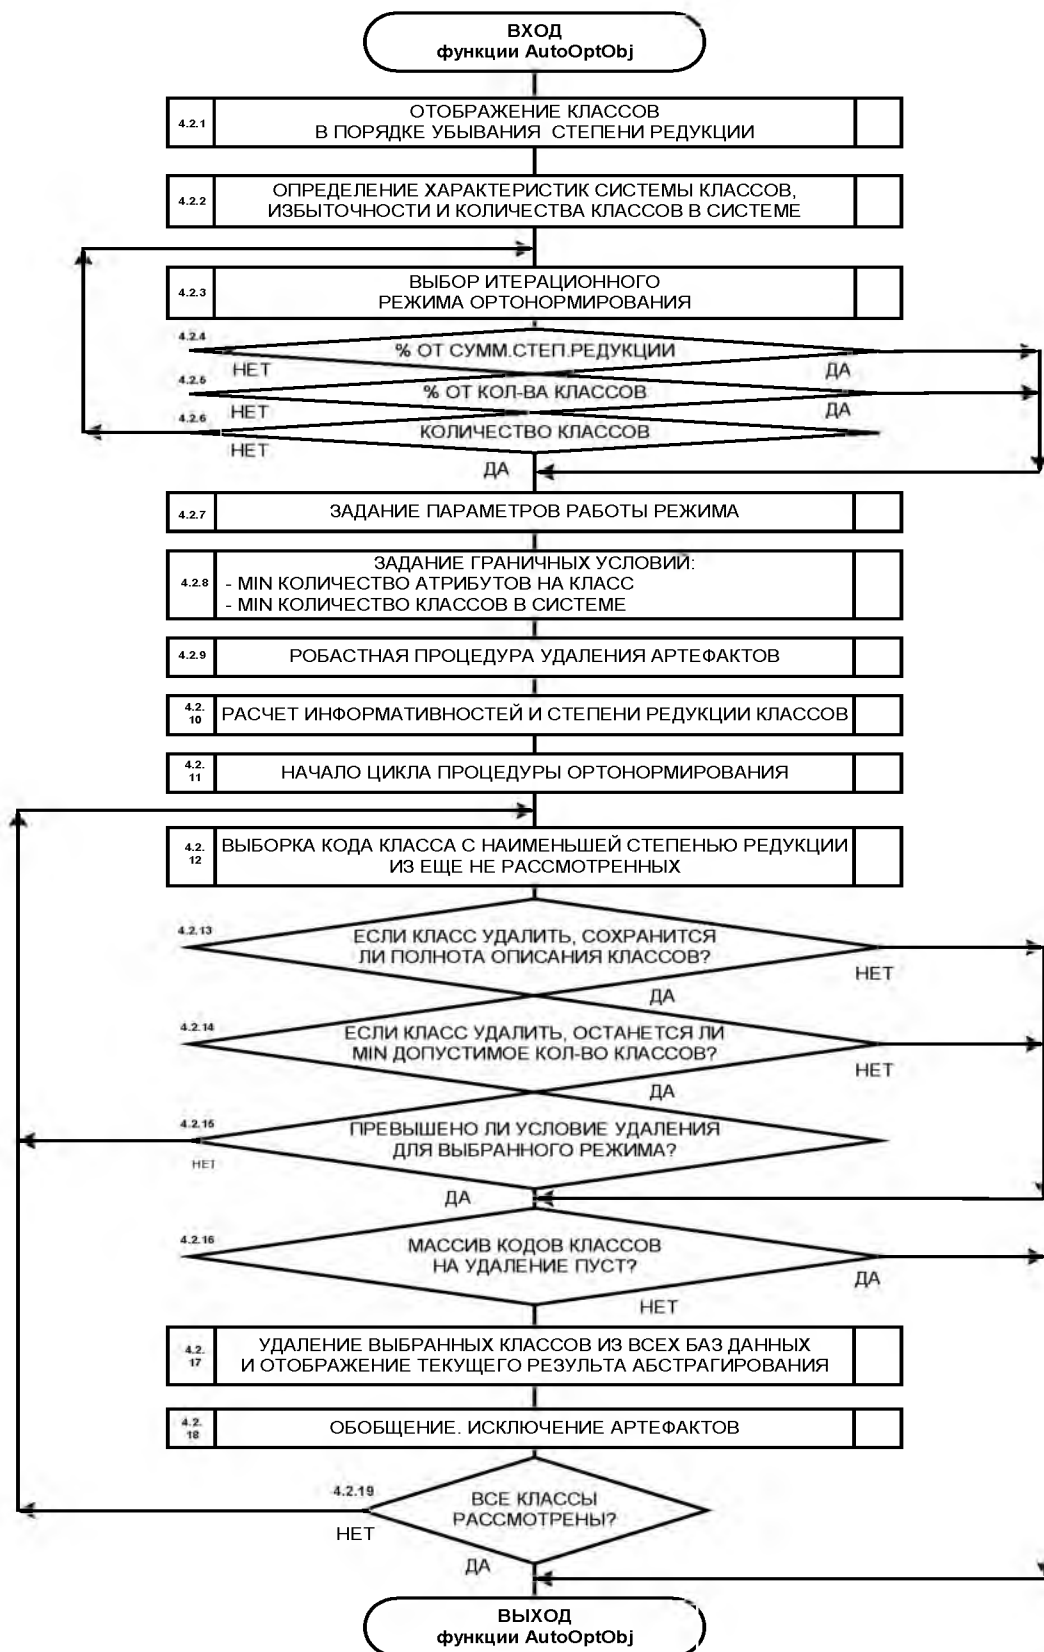 ВХОД
функции AutoOptObj
4.2.1
ОТОБРАЖЕНИЕ КЛАССОВ
В ПОРЯДКЕ УБЫВАНИЯ СТЕПЕНИ РЕДУКЦИИ
4.2.2
ОПРЕДЕЛЕНИЕ ХАРАКТЕРИСТИК СИСТЕМЫ КЛАССОВ,
ИЗБЫТОЧНОСТИ И КОЛИЧЕСТВА КЛАССОВ В СИСТЕМЕ
4.2.3
ВЫБОР ИТЕРАЦИОННОГО
РЕЖИМА ОРТОНОРМИРОВАНИЯ
4.2.4
% ОТ СУММ.СТЕП.РЕДУКЦИИ
НЕТ
ДА
4.2.5
% ОТ КОЛ-ВА КЛАССОВ
НЕТ
ДА
4.2.6
КОЛИЧЕСТВО КЛАССОВ
НЕТ
ДА
4.2.7
ЗАДАНИЕ ПАРАМЕТРОВ РАБОТЫ РЕЖИМА
4.2.8
ЗАДАНИЕ ГРАНИЧНЫХ УСЛОВИЙ:
- MIN КОЛИЧЕСТВО АТРИБУТОВ НА КЛАСС
- MIN КОЛИЧЕСТВО КЛАССОВ В СИСТЕМЕ
4.2.9
РОБАСТНАЯ ПРОЦЕДУРА УДАЛЕНИЯ АРТЕФАКТОВ
4.2.
10
РАСЧЕТ ИНФОРМАТИВНОСТЕЙ И СТЕПЕНИ РЕДУКЦИИ КЛАССОВ
4.2.
11
НАЧАЛО ЦИКЛА ПРОЦЕДУРЫ ОРТОНОРМИРОВАНИЯ
4.2.
12
ВЫБОРКА КОДА КЛАССА С НАИМЕНЬШЕЙ СТЕПЕНЬЮ РЕДУКЦИИ
ИЗ ЕЩЕ НЕ РАССМОТРЕННЫХ
4.2.13
ЕСЛИ КЛАСС УДАЛИТЬ, СОХРАНИТСЯ
ЛИ ПОЛНОТА ОПИСАНИЯ КЛАССОВ?
НЕТ
ДА
4.2.14
ЕСЛИ КЛАСС УДАЛИТЬ, ОСТАНЕТСЯ ЛИ
MIN ДОПУСТИМОЕ КОЛ-ВО КЛАССОВ?
НЕТ
ДА
4.2.15
ПРЕВЫШЕНО ЛИ УСЛОВИЕ УДАЛЕНИЯ
ДЛЯ ВЫБРАННОГО РЕЖИМА?
НЕТ
ДА
4.2.16
МАССИВ КОДОВ КЛАССОВ
НА УДАЛЕНИЕ ПУСТ?
ДА
НЕТ
4.2.
17
УДАЛЕНИЕ ВЫБРАННЫХ КЛАССОВ ИЗ ВСЕХ БАЗ ДАННЫХ
И ОТОБРАЖЕНИЕ ТЕКУЩЕГО РЕЗУЛЬТА АБСТРАГИРОВАНИЯ
4.2.
18
ОБОБЩЕНИЕ. ИСКЛЮЧЕНИЕ АРТЕФАКТОВ
4.2.19
ВСЕ КЛАССЫ
РАССМОТРЕНЫ?
НЕТ
ДА
ВЫХОД
функции AutoOptObj